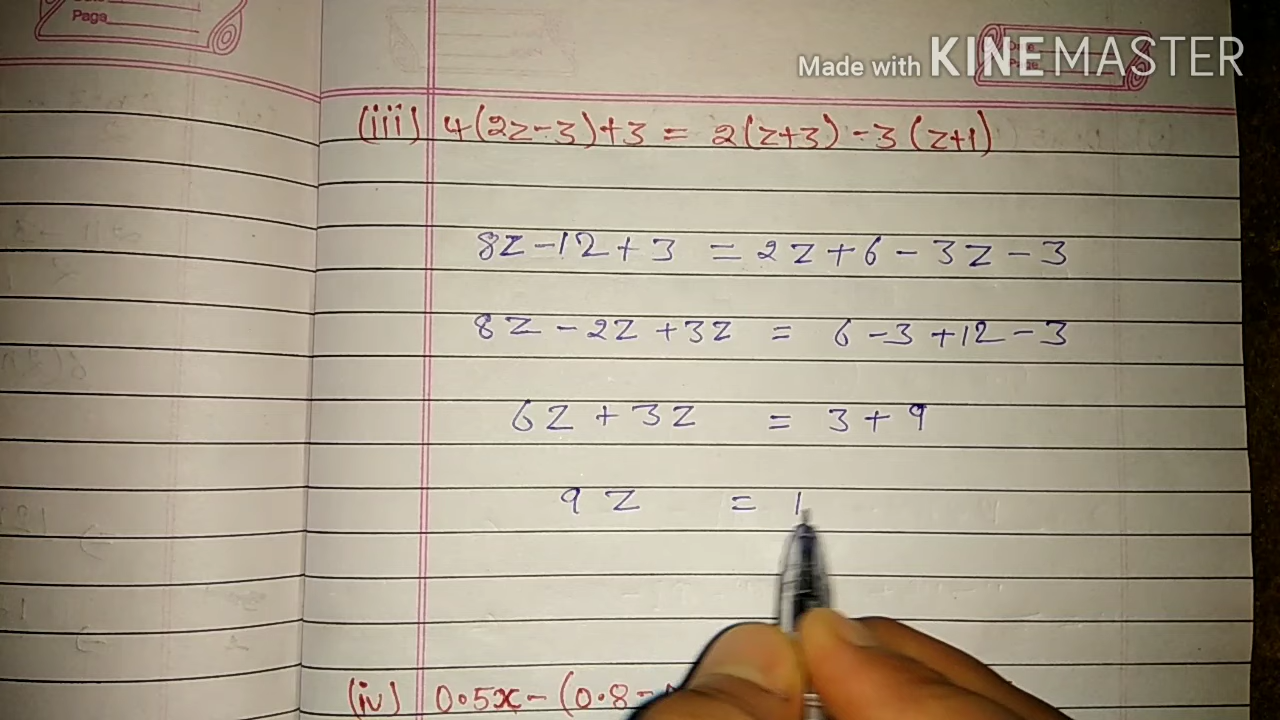 Page
Made with KINEMASTER
(iii) 4(2z-3)+3 = 2(z+3)-3(z+1)
8z-12+3 = 2z+6-3z-3
8z-2z+3z = 6-3+12-3
6z+3z = 3+9
9z = 1
(iv) 0.5x-(0.8-